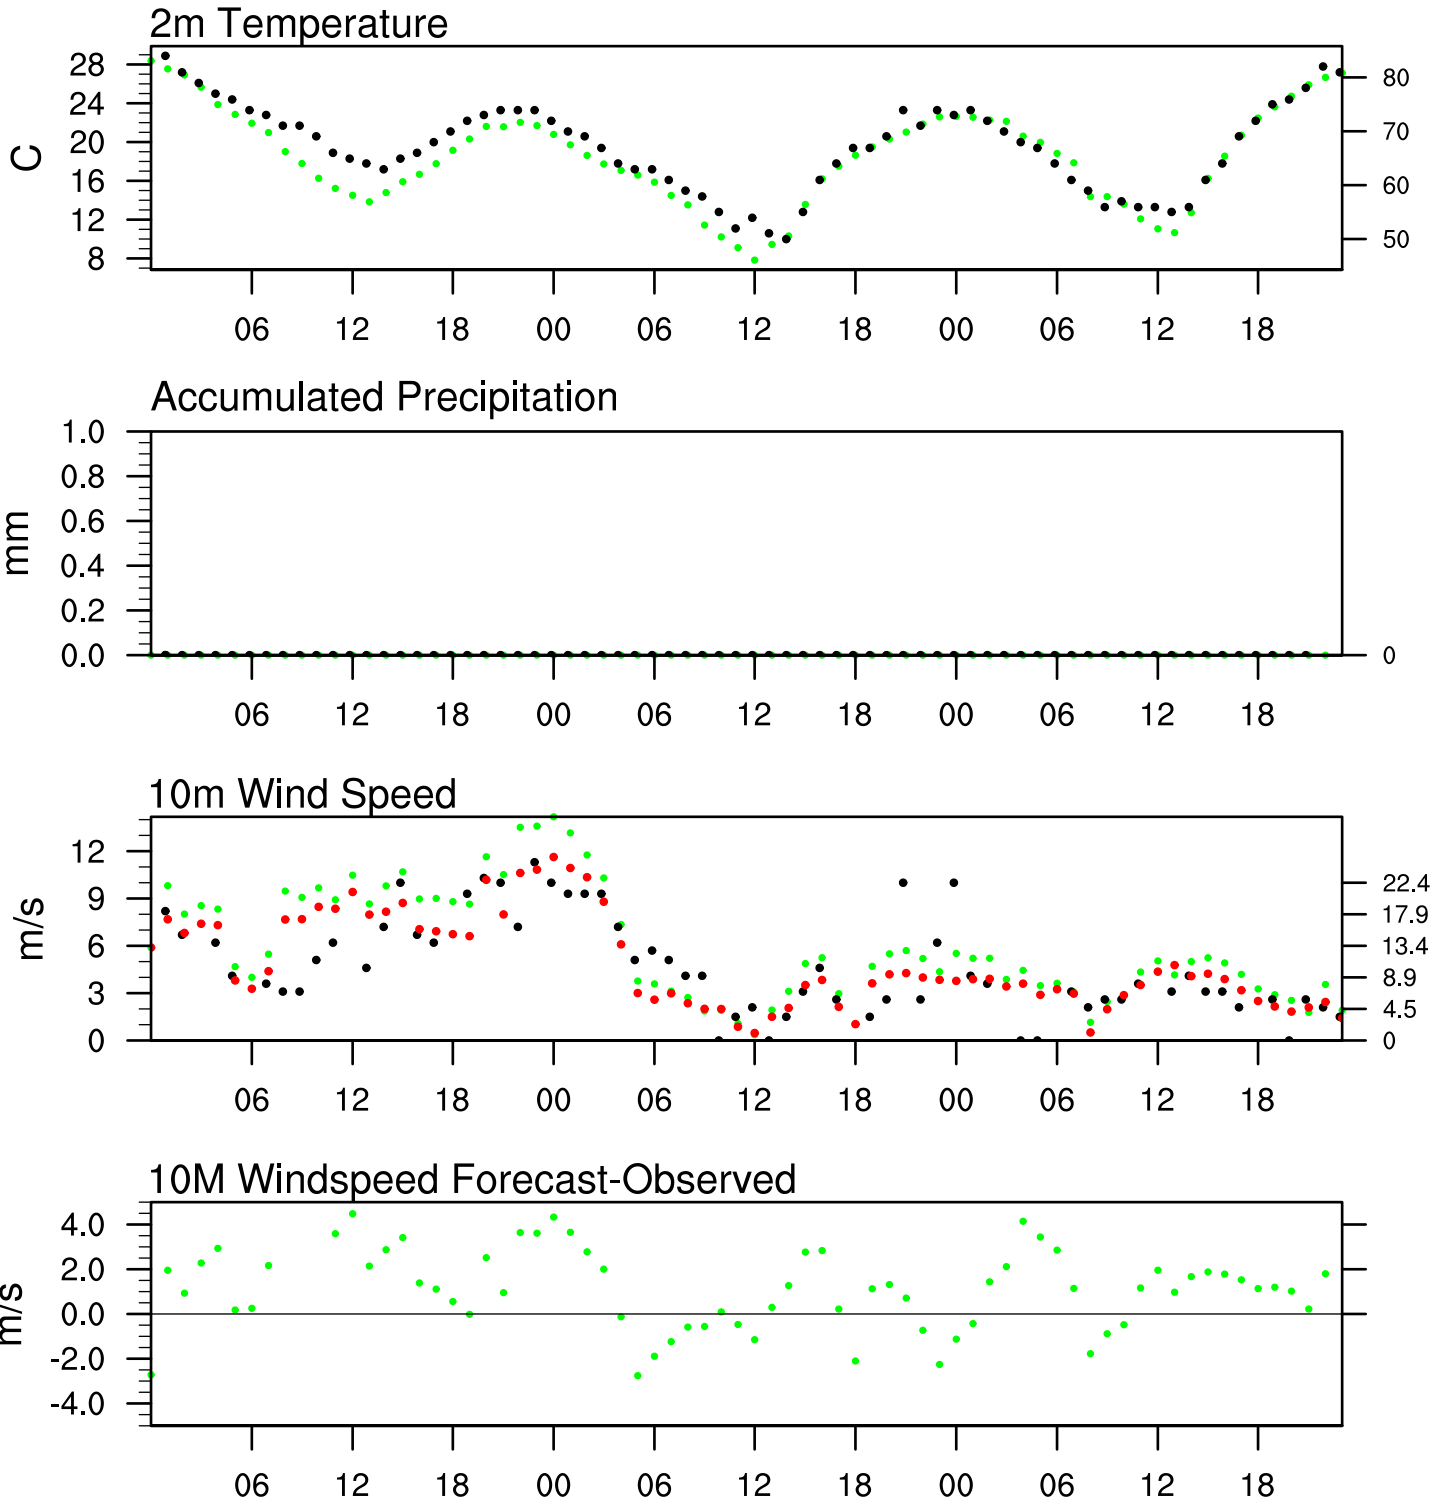 2m Temperature
28
24
20
16
12
8
C
80
70
60
50
06 12 18 00 06 12 18 00 06 12 18
Accumulated Precipitation
1.0
0.8
0.6
0.4
0.2
0.0
mm
0
06 12 18 00 06 12 18 00 06 12 18
10m Wind Speed
12
9
6
3
0
m/s
22.4
17.9
13.4
8.9
4.5
0
06 12 18 00 06 12 18 00 06 12 18
10M Windspeed Forecast-Observed
4.0
2.0
0.0
-2.0
-4.0
m/s
06 12 18 00 06 12 18 00 06 12 18